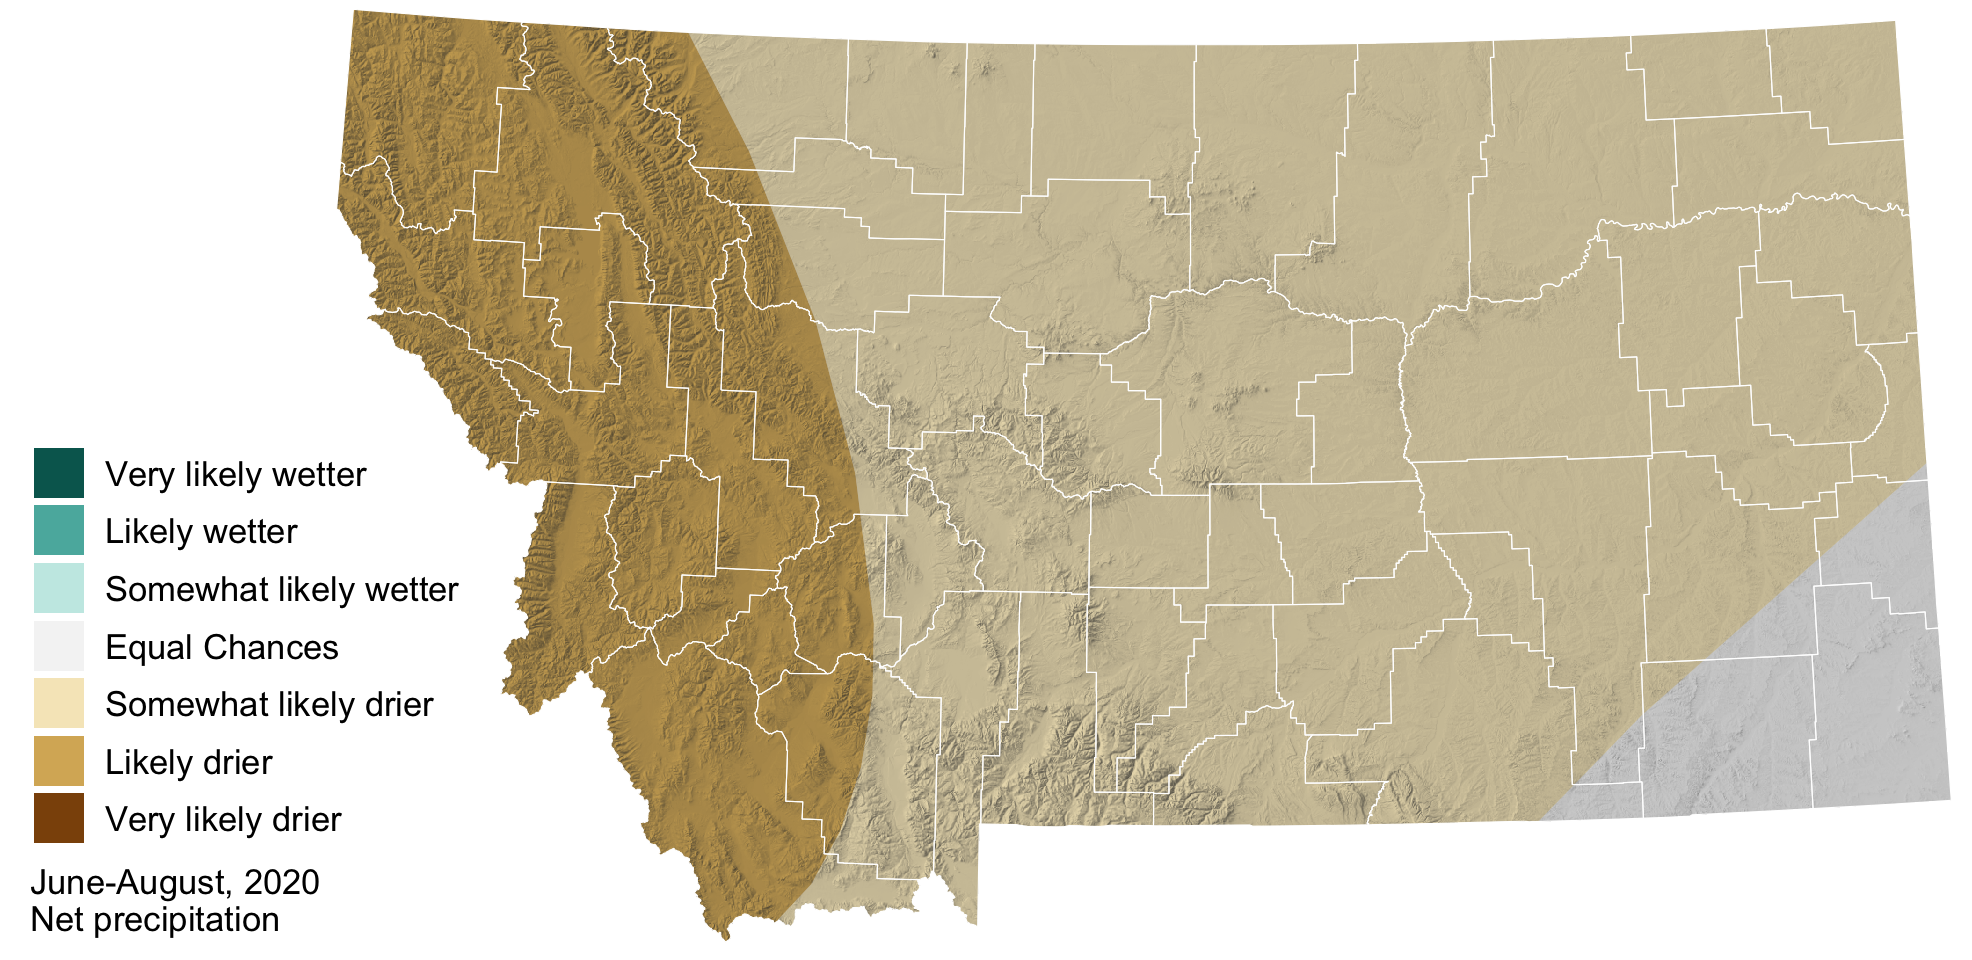 Very likely wetter
Likely wetter
Somewhat likely wetter
Equal Chances
Somewhat likely drier
Likely drier
Very likely drier
June-August, 2020
Net precipitation